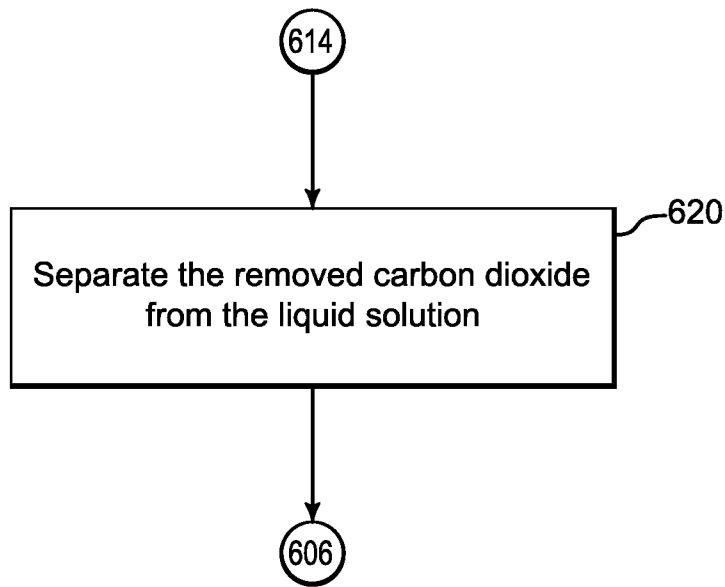 614
620
Separate the removed carbon dioxide
from the liquid solution
606